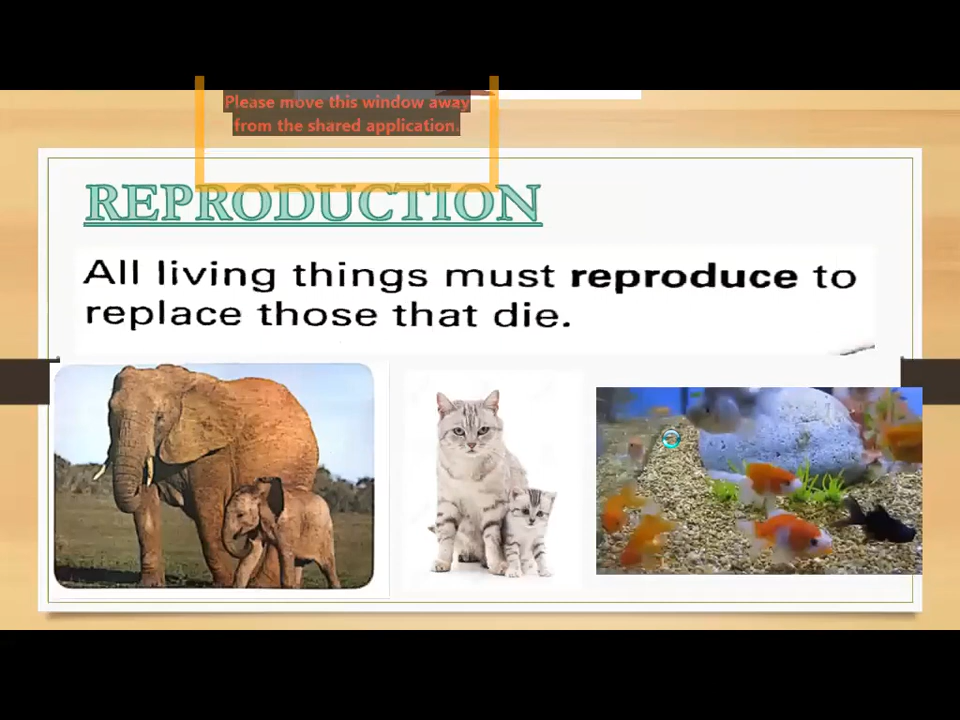 Please move this window away
from the shared application.
REPRODUCTION
All living things must reproduce to
replace those that die.